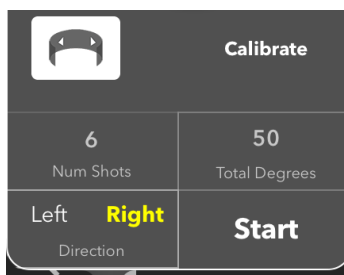 Calibrate
6
Num Shots
50
Total Degrees
Left Right
Direction
Start